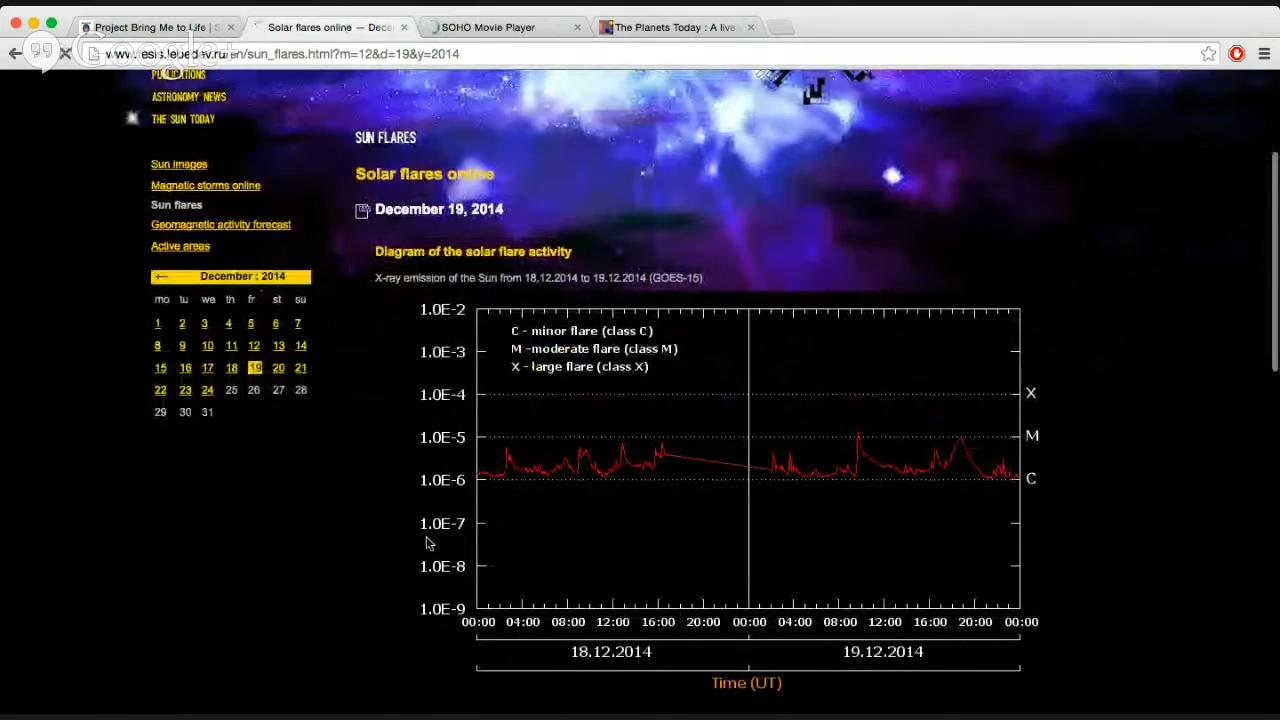 Project Bring Me to Life | S
Solar flares online — Dece
SOHO Movie Player
The Planets Today : A live
Google+
www.tesis.lebedev.ru/en/sun_flares.html?m=12&d=19&y=2014
PUBLICATIONS
ASTRONOMY NEWS
THE SUN TODAY
Sun images
Magnetic storms online
Sun flares
Geomagnetic activity forecast
Active areas
← December : 2014
mo tu we th fr st su
1 2 3 4 5 6 7
8 9 10 11 12 13 14
15 16 17 18 19 20 21
22 23 24 25 26 27 28
29 30 31
SUN FLARES
Solar flares online
December 19, 2014
Diagram of the solar flare activity
X-ray emission of the Sun from 18.12.2014 to 19.12.2014 (GOES-15)
C - minor flare (class C)
M -moderate flare (class M)
X - large flare (class X)
1.0E-2
1.0E-3
1.0E-4 X
1.0E-5 M
1.0E-6 C
1.0E-7
1.0E-8
1.0E-9
00:00 04:00 08:00 12:00 16:00 20:00 00:00 04:00 08:00 12:00 16:00 20:00 00:00
18.12.2014 19.12.2014
Time (UT)